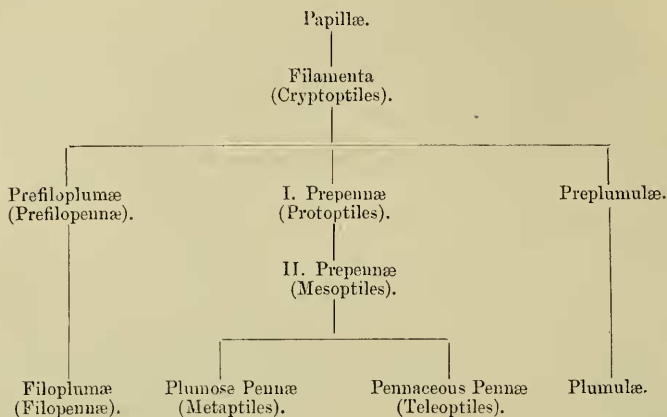 Papillæ.
Filamenta
(Cryptoptiles).
Prefiloplumæ
(Prefilopennæ).
I. Prepennæ
(Protoptiles).
Preplumulæ.
II. Prepennæ
(Mesoptiles).
Filoplumæ
(Filopennæ).
Plumose Pennæ
(Metaptiles).
Pennaceous Pennæ
(Teleoptiles).
Plumulæ.